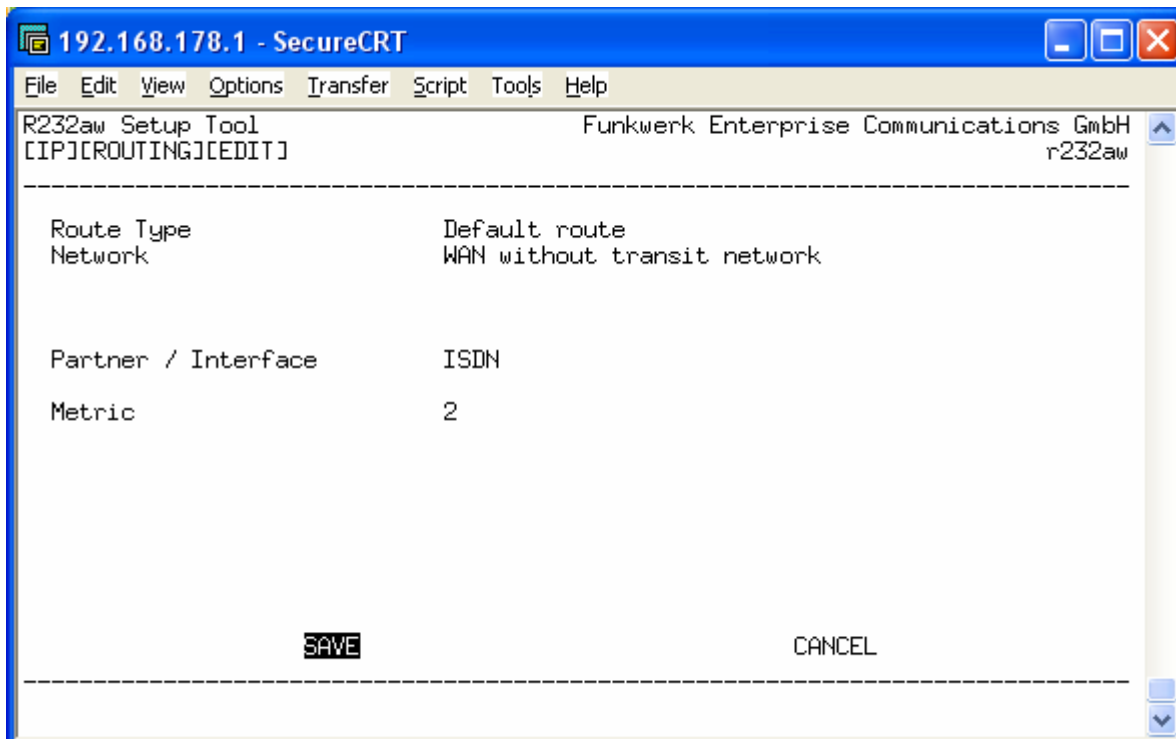 192.168.178.1 - SecureCRT
File Edit View Options Transfer Script Tools Help
R232aw Setup Tool Funkwerk Enterprise Communications GmbH
[IP][ROUTING][EDIT] r232aw
Route Type Default route
Network WAN without transit network
Partner / Interface ISDN
Metric 2
SAVE CANCEL